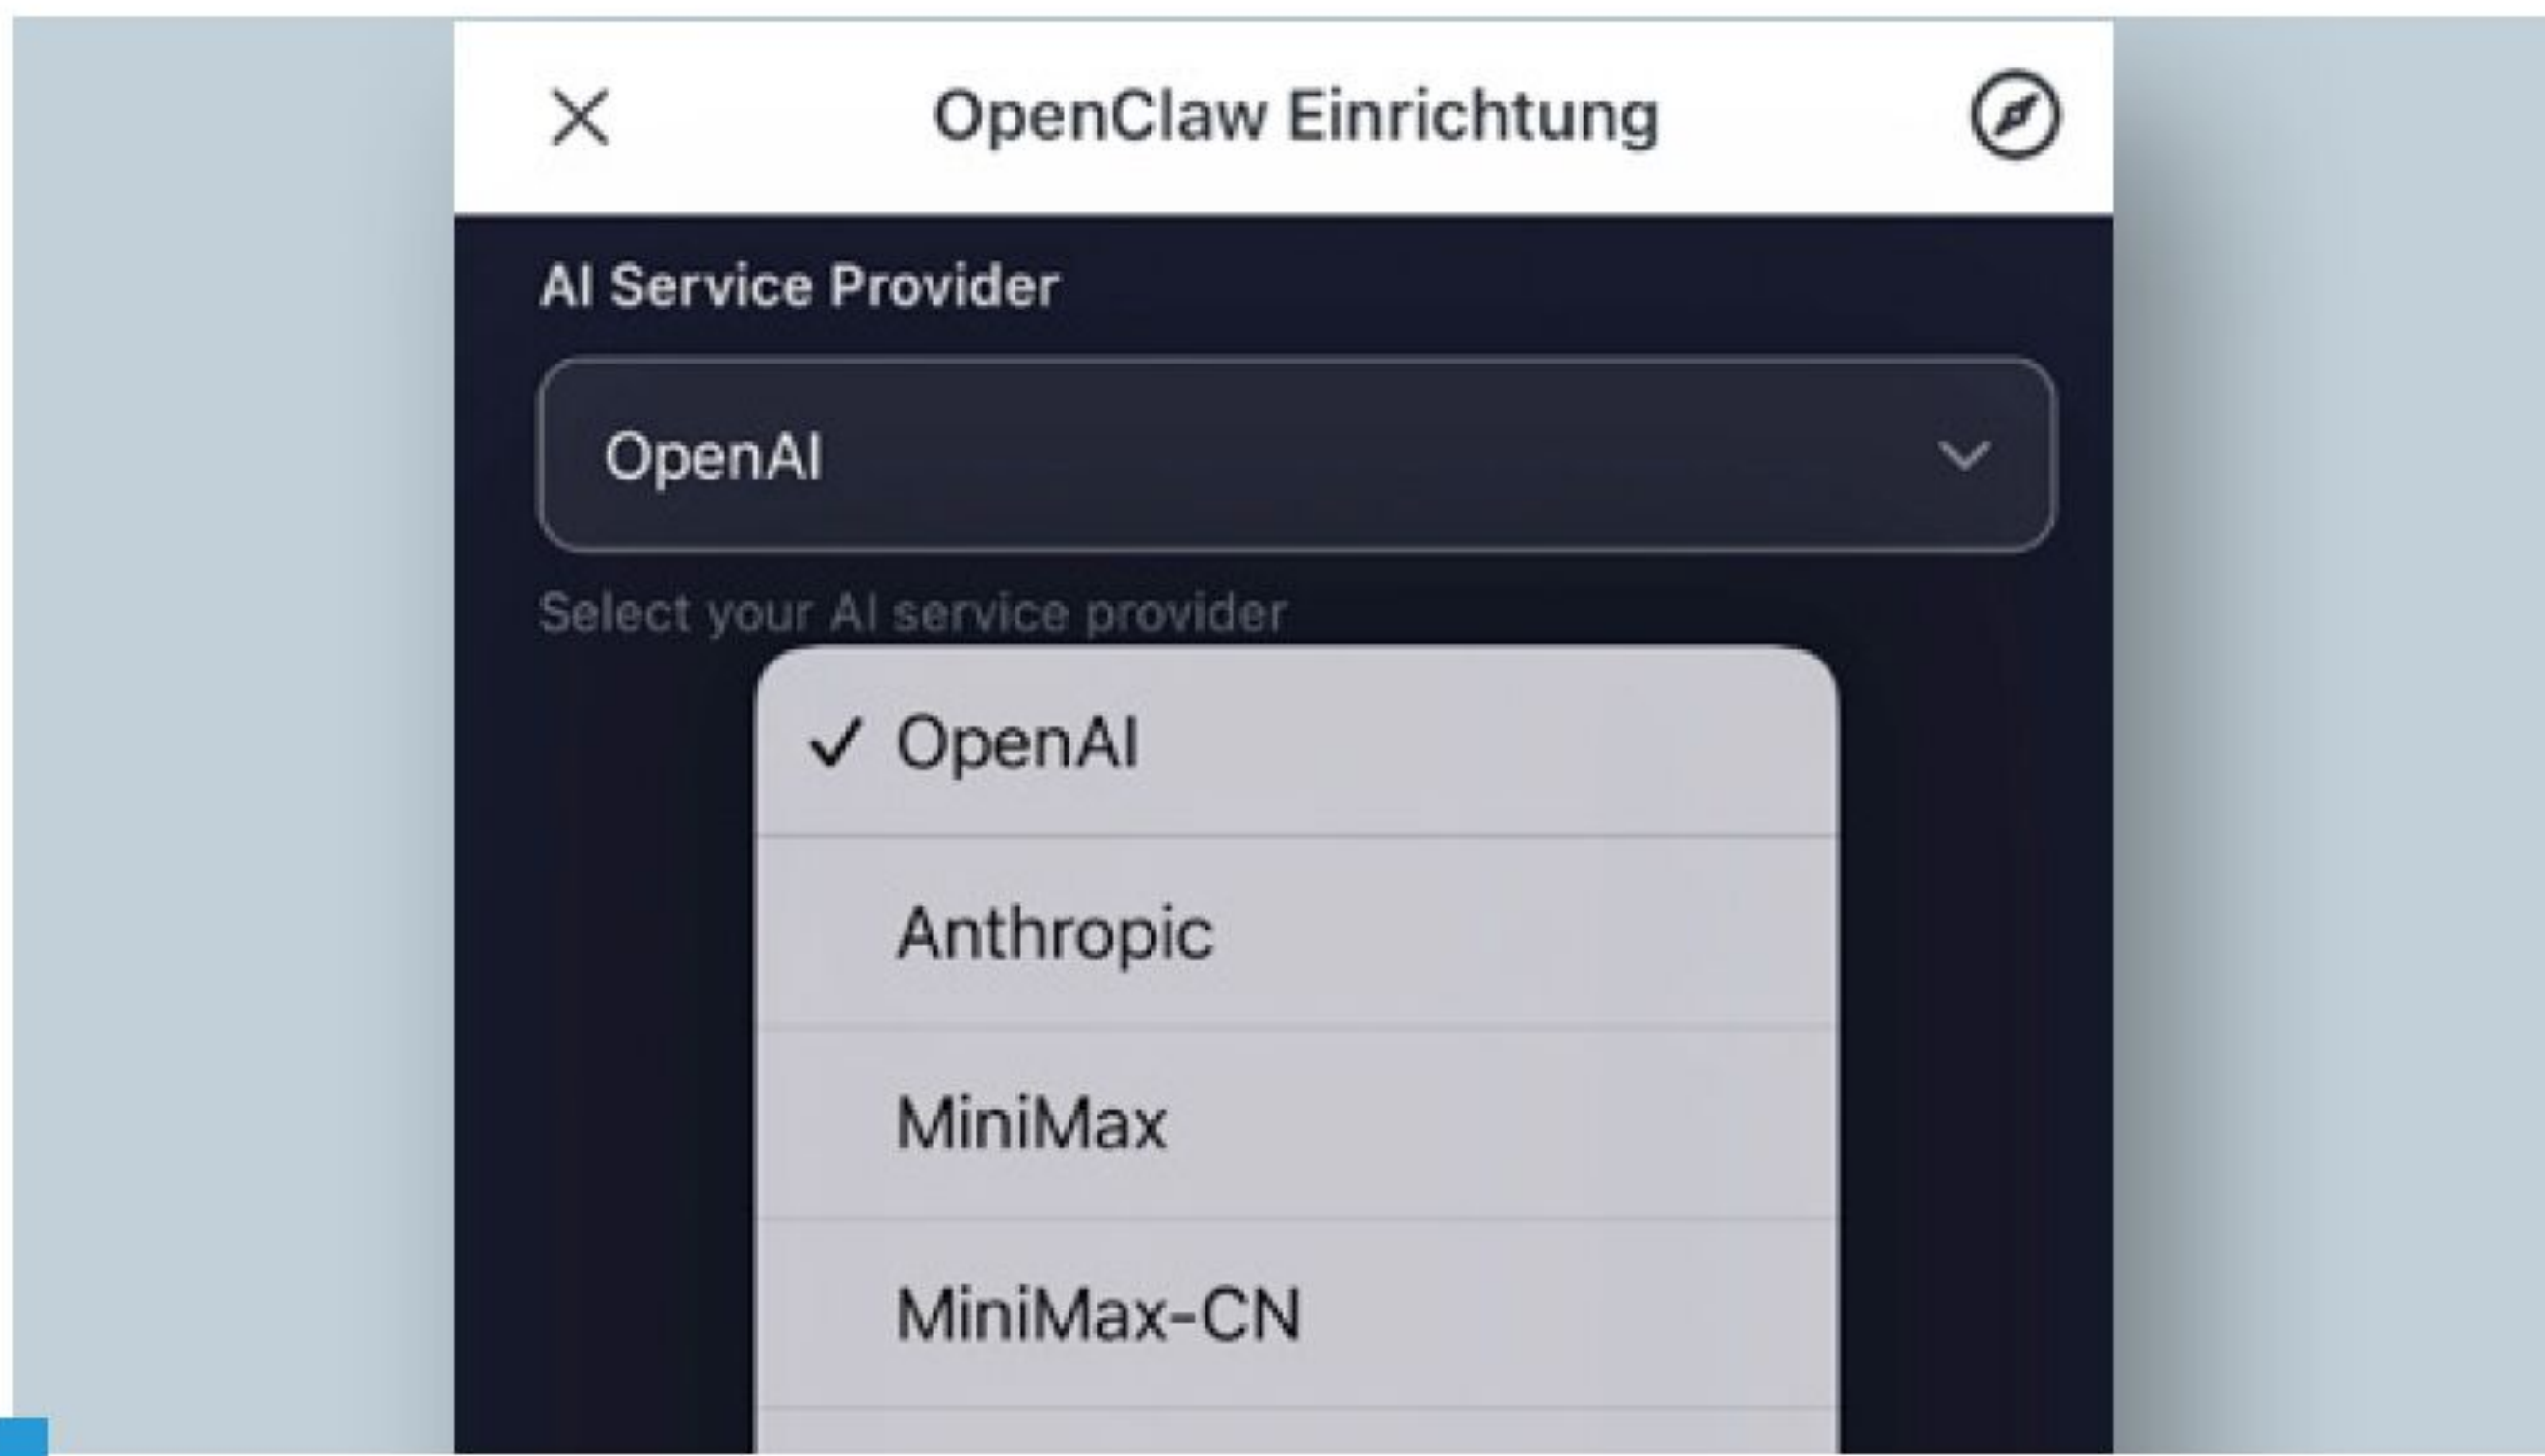 OpenClaw Einrichtung
AI Service Provider
OpenAI
Select your AI service provider
OpenAI
Anthropic
MiniMax
MiniMax-CN